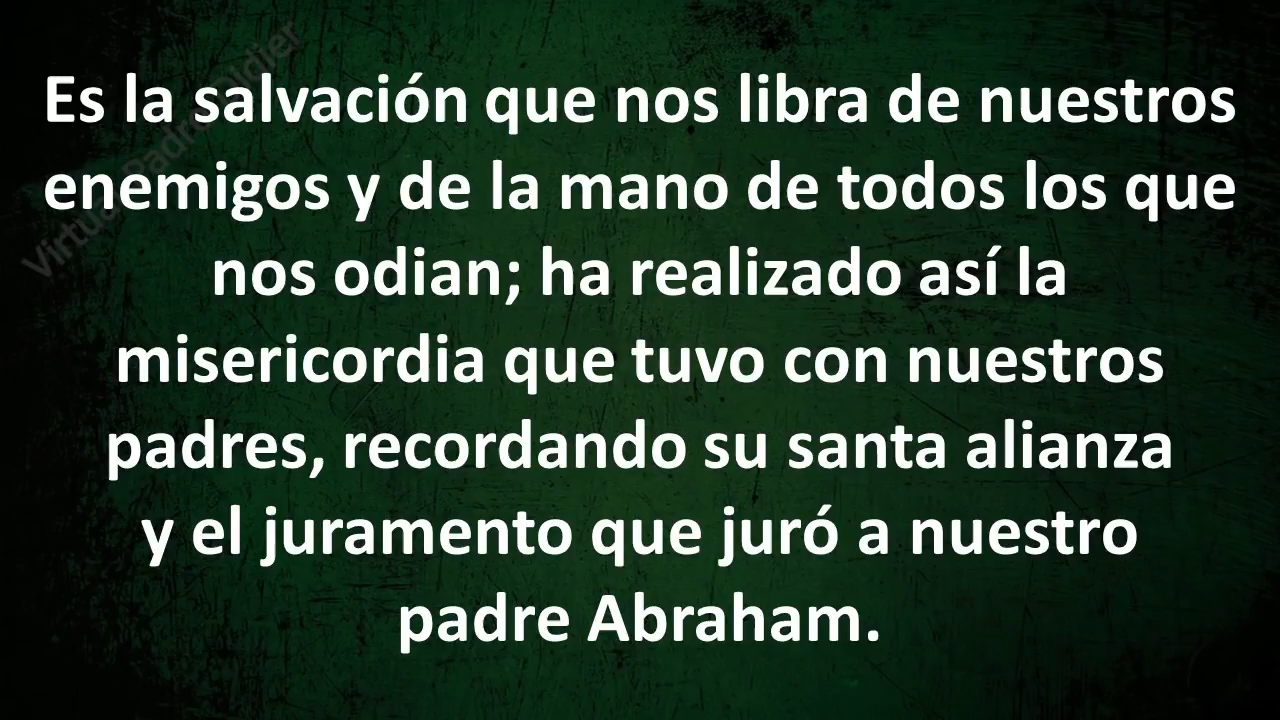 Es la salvación que nos libra de nuestros
enemigos y de la mano de todos los que
nos odian; ha realizado así la
misericordia que tuvo con nuestros
padres, recordando su santa alianza
y el juramento que juró a nuestro
padre Abraham.